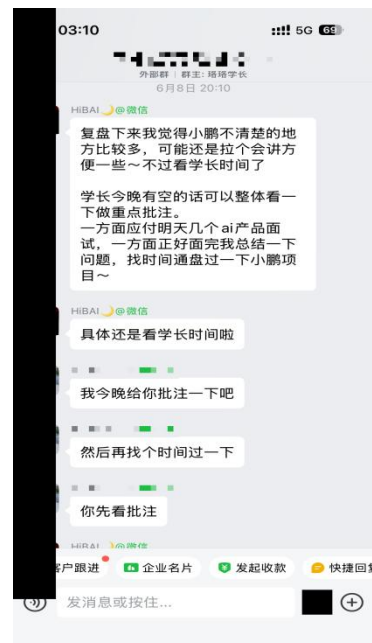 03:10
5G 69
外部群 | 群主: 珞珞学长
6月8日 20:10
HiBAI🌙@微信
复盘下来我觉得小鹏不清楚的地
方比较多，可能还是拉个会讲方
便一些~不过看学长时间了
学长今晚有空的话可以整体看一
下做重点批注。
一方面应付明天几个ai产品面
试，一方面正好面完我总结一下
问题，找时间通盘过一下小鹏项
目~
HiBAI🌙@微信
具体还是看学长时间啦
我今晚给你批注一下吧
然后再找个时间过一下
你先看批注
HiBAI🌙@微信
客户跟进 企业名片 ¥ 发起收款 快捷回复
发消息或按住...